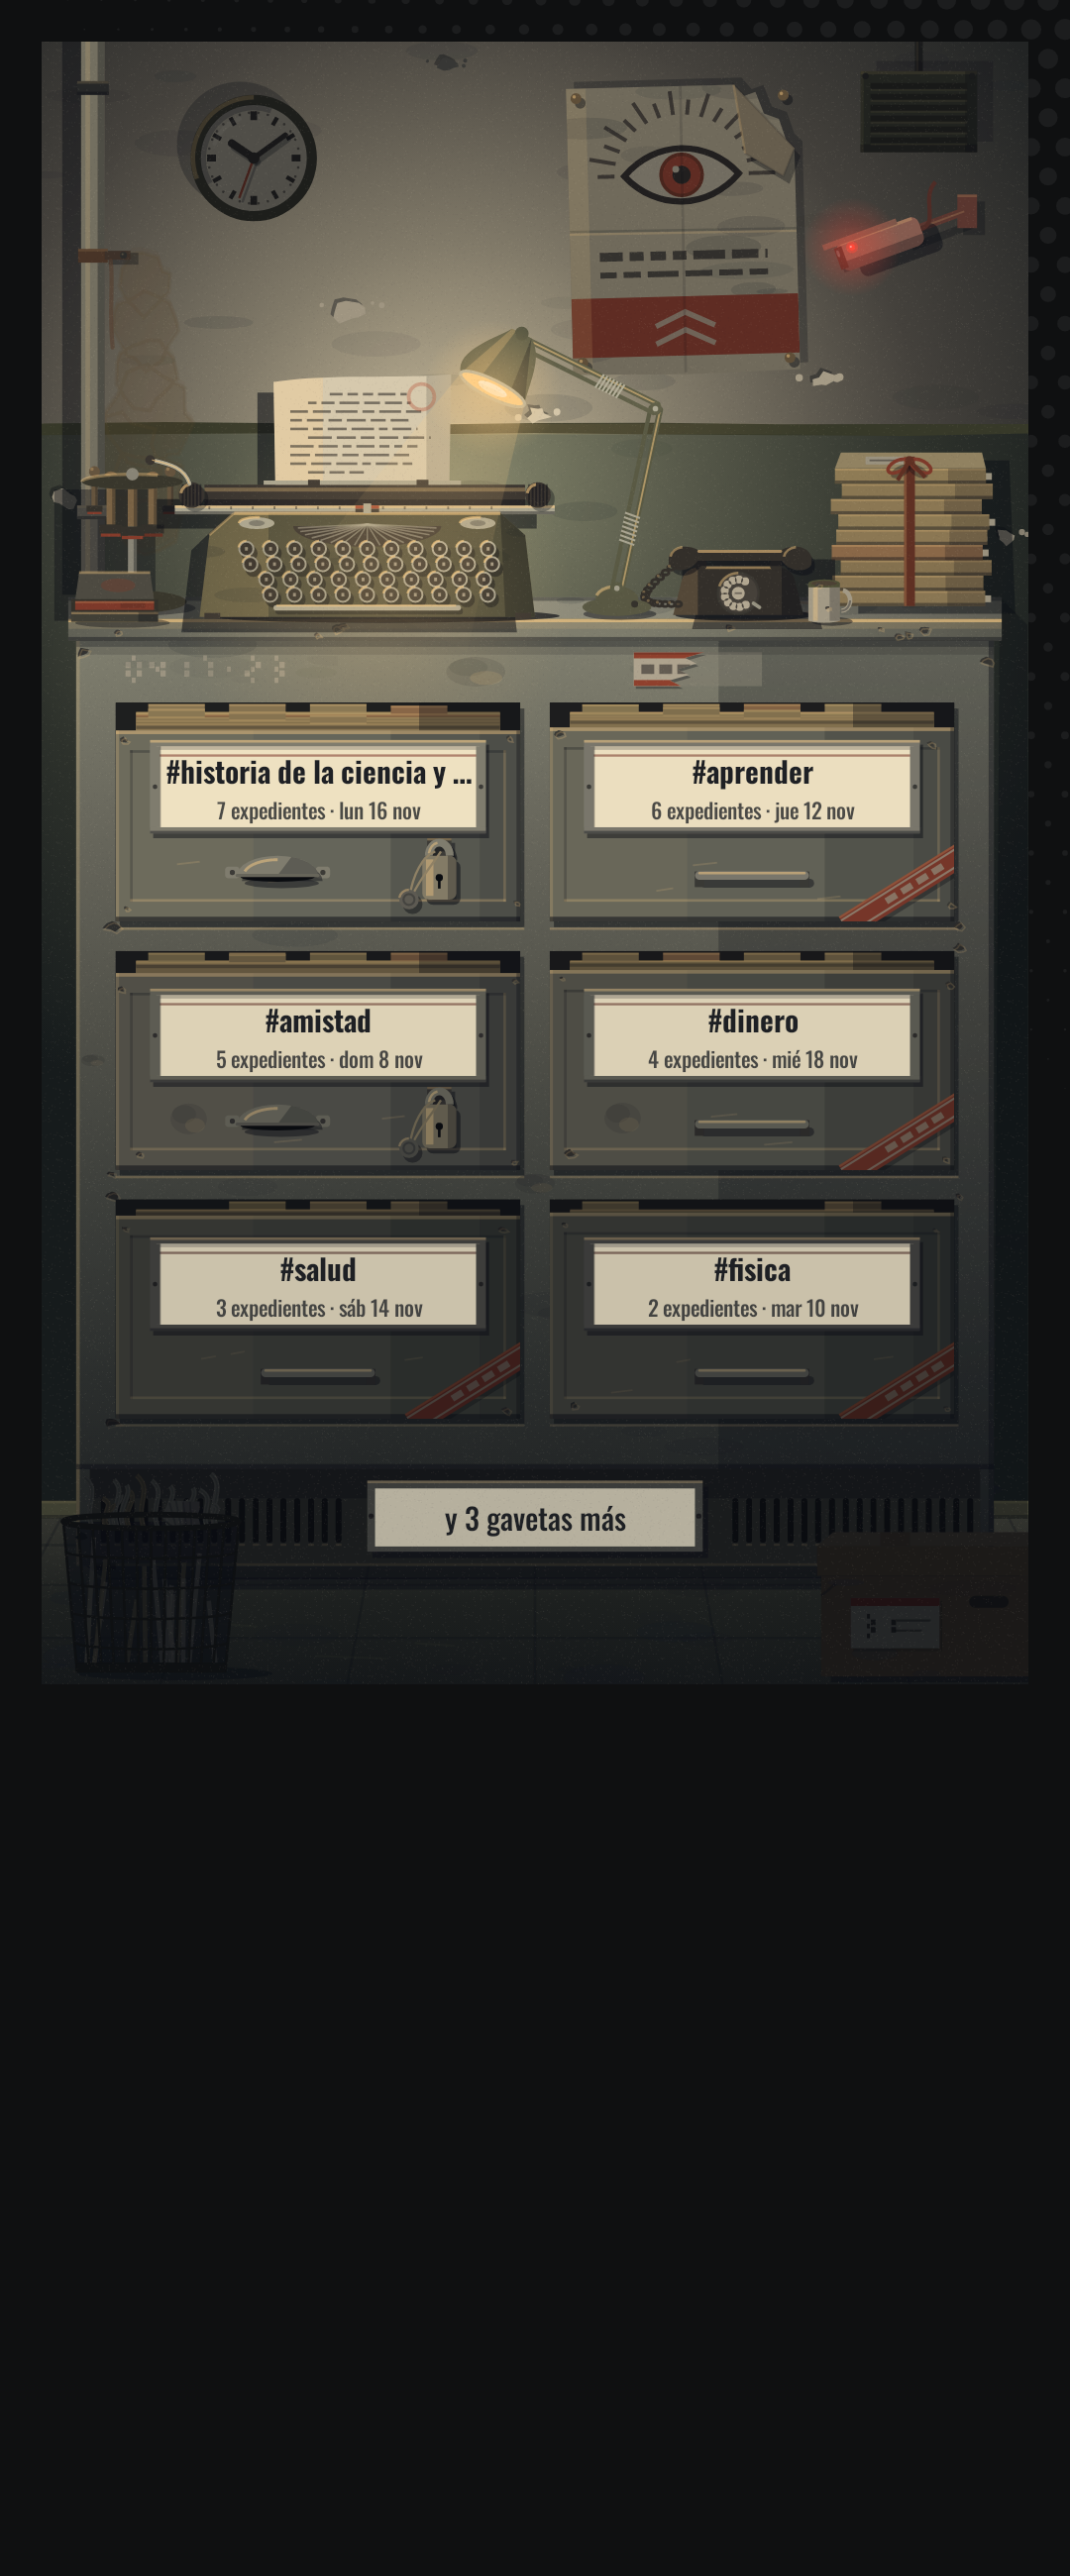 #historia de la ciencia y ...
7 expedientes · lun 16 nov
#aprender
6 expedientes · jue 12 nov
#amistad
5 expedientes · dom 8 nov
#dinero
4 expedientes · mié 18 nov
#salud
3 expedientes · sáb 14 nov
#fisica
2 expedientes · mar 10 nov
y 3 gavetas más